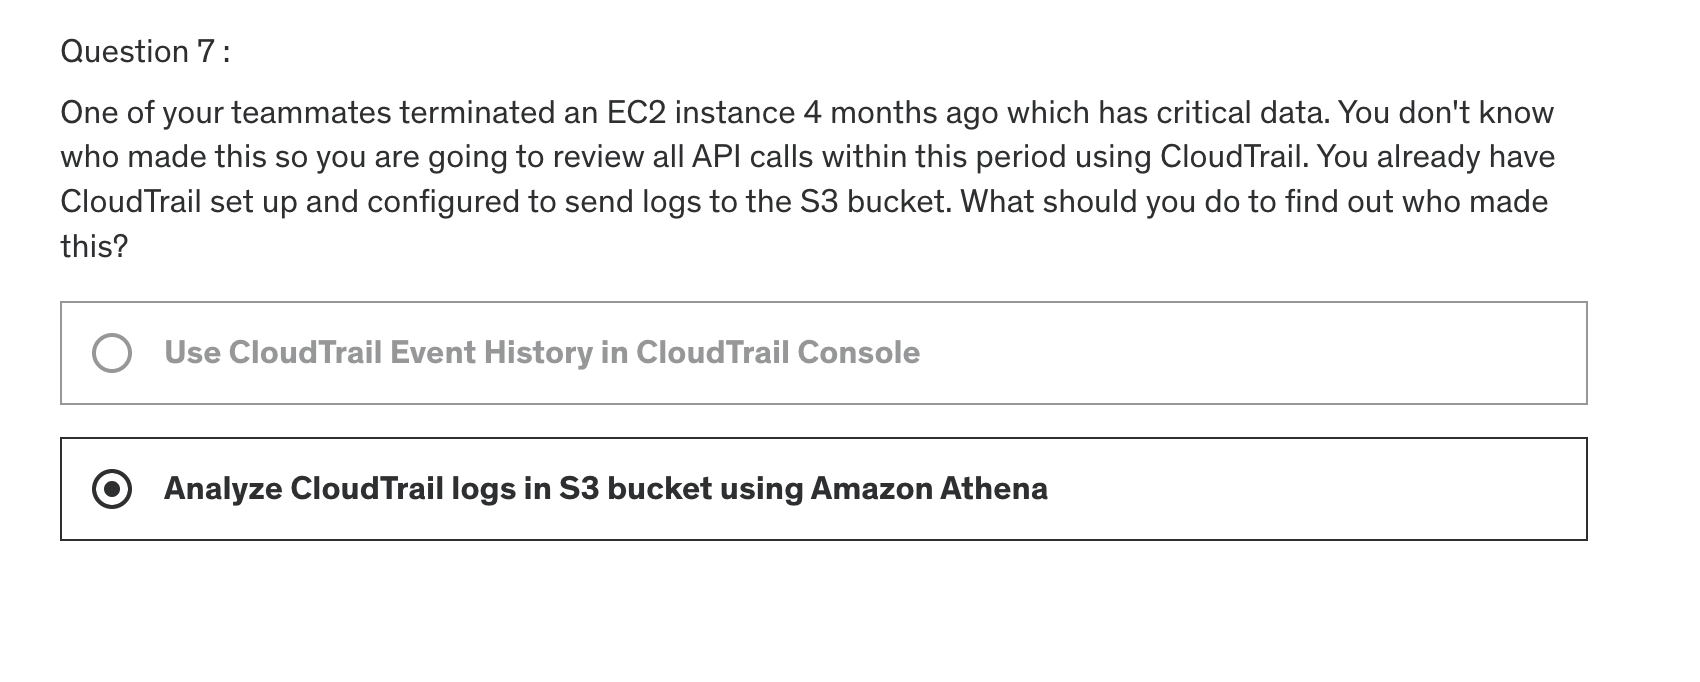 Question 7 :
One of your teammates terminated an EC2 instance 4 months ago which has critical data. You don't know
who made this so you are going to review all API calls within this period using CloudTrail. You already have
CloudTrail set up and configured to send logs to the S3 bucket. What should you do to find out who made
this?
Use CloudTrail Event History in CloudTrail Console
Analyze CloudTrail logs in S3 bucket using Amazon Athena